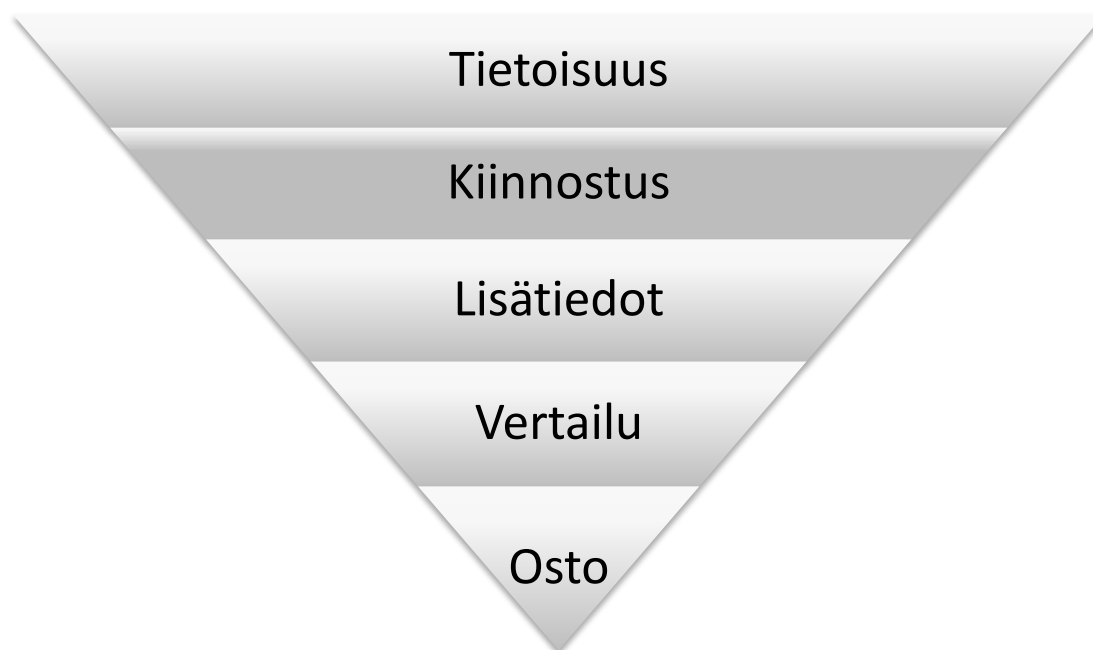 Tietoisuus
Kiinnostus
Lisätiedot
Vertailu
Osto